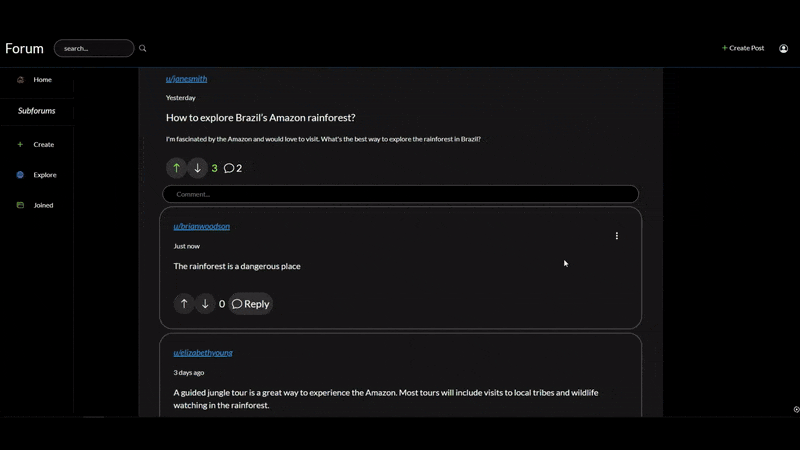 Forum
search...
+ Create Post
Home
Subforums
+ Create
Explore
Joined
u/janesmith
Yesterday
How to explore Brazil's Amazon rainforest?
I'm fascinated by the Amazon and would love to visit. What's the best way to explore the rainforest in Brazil?
3 2
Comment...
u/brianwoodson
Just now
The rainforest is a dangerous place
0 Reply
u/elizabethyoung
3 days ago
A guided jungle tour is a great way to experience the Amazon. Most tours will include visits to local tribes and wildlife
watching in the rainforest.